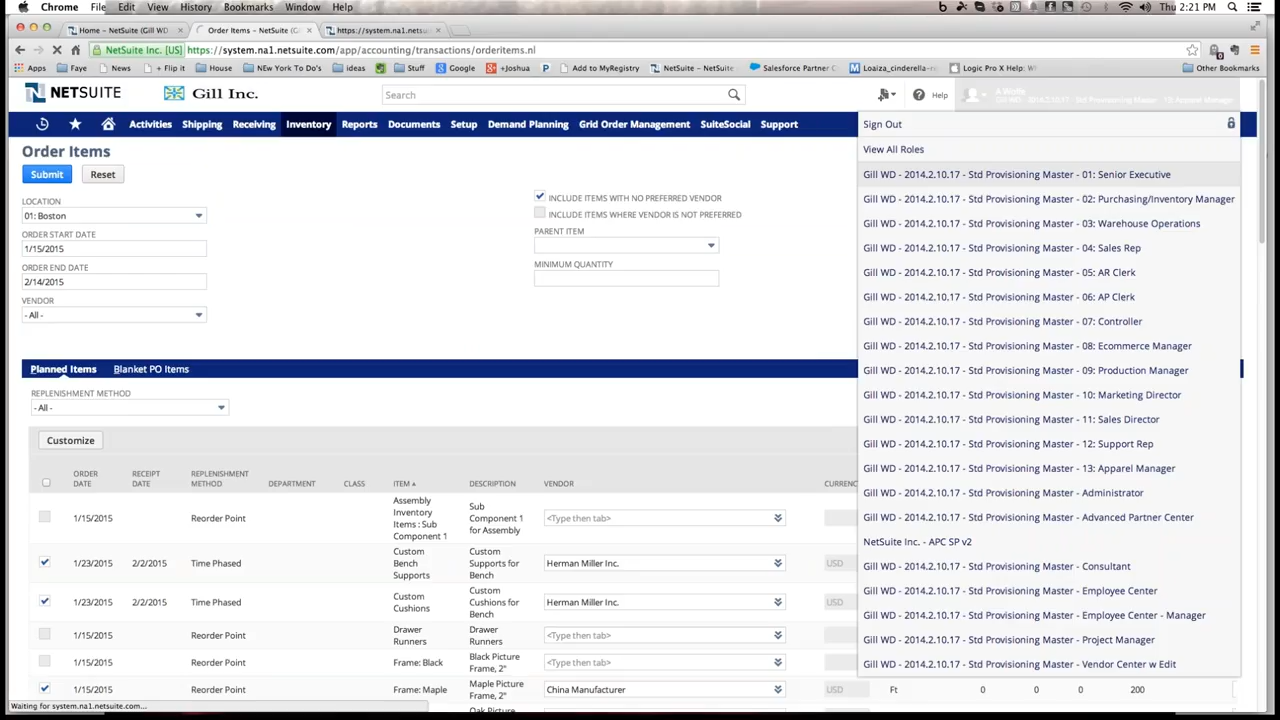 Chrome File Edit View History Bookmarks Window Help Thu 2:21 PM
Home – NetSuite (Gill WD Order Items – NetSuite (Gill https://system.na1.netsuite.com
NetSuite Inc. [US] https://system.na1.netsuite.com/app/accounting/transactions/orderitems.nl
Apps Faye News + Flip it House NEw York To Do's ideas Stuff Google +Joshua Add to MyRegistry NetSuite – NetSuite Salesforce Partner Loaiza_cinderella- Logic Pro X Help: Other Bookmarks
NETSUITE Gill Inc. Search Help
Activities Shipping Receiving Inventory Reports Documents Setup Demand Planning Grid Order Management SuiteSocial Support
Sign Out
View All Roles
Gill WD - 2014.2.10.17 - Std Provisioning Master - 01: Senior Executive
Gill WD - 2014.2.10.17 - Std Provisioning Master - 02: Purchasing/Inventory Manager
Gill WD - 2014.2.10.17 - Std Provisioning Master - 03: Warehouse Operations
Gill WD - 2014.2.10.17 - Std Provisioning Master - 04: Sales Rep
Gill WD - 2014.2.10.17 - Std Provisioning Master - 05: AR Clerk
Gill WD - 2014.2.10.17 - Std Provisioning Master - 06: AP Clerk
Gill WD - 2014.2.10.17 - Std Provisioning Master - 07: Controller
Gill WD - 2014.2.10.17 - Std Provisioning Master - 08: Ecommerce Manager
Gill WD - 2014.2.10.17 - Std Provisioning Master - 09: Production Manager
Gill WD - 2014.2.10.17 - Std Provisioning Master - 10: Marketing Director
Gill WD - 2014.2.10.17 - Std Provisioning Master - 11: Sales Director
Gill WD - 2014.2.10.17 - Std Provisioning Master - 12: Support Rep
Gill WD - 2014.2.10.17 - Std Provisioning Master - 13: Apparel Manager
Gill WD - 2014.2.10.17 - Std Provisioning Master - Administrator
Gill WD - 2014.2.10.17 - Std Provisioning Master - Advanced Partner Center
NetSuite Inc. - APC SP v2
Gill WD - 2014.2.10.17 - Std Provisioning Master - Consultant
Gill WD - 2014.2.10.17 - Std Provisioning Master - Employee Center
Gill WD - 2014.2.10.17 - Std Provisioning Master - Employee Center - Manager
Gill WD - 2014.2.10.17 - Std Provisioning Master - Project Manager
Gill WD - 2014.2.10.17 - Std Provisioning Master - Vendor Center w Edit
Order Items
Submit Reset
LOCATION
01: Boston
ORDER START DATE
1/15/2015
ORDER END DATE
2/14/2015
VENDOR
- All -
INCLUDE ITEMS WITH NO PREFERRED VENDOR
INCLUDE ITEMS WHERE VENDOR IS NOT PREFERRED
PARENT ITEM
MINIMUM QUANTITY
Planned Items Blanket PO Items
REPLENISHMENT METHOD
- All -
Customize
ORDER DATE RECEIPT DATE REPLENISHMENT METHOD DEPARTMENT CLASS ITEM DESCRIPTION VENDOR CURRENC
1/15/2015 Reorder Point Assembly Inventory Items : Sub Component 1 Sub Component 1 for Assembly <Type then tab>
1/23/2015 2/2/2015 Time Phased Custom Bench Supports Custom Supports for Bench Herman Miller Inc. USD
1/23/2015 2/2/2015 Time Phased Custom Cushions Custom Cushions for Bench Herman Miller Inc. USD
1/15/2015 Reorder Point Drawer Runners Drawer Runners <Type then tab>
1/15/2015 Reorder Point Frame: Black Black Picture Frame, 2" <Type then tab>
1/15/2015 Reorder Point Frame: Maple Maple Picture Frame, 2" China Manufacturer USD Ft 0 0 0 200
Oak Picture
Waiting for system.na1.netsuite.com...